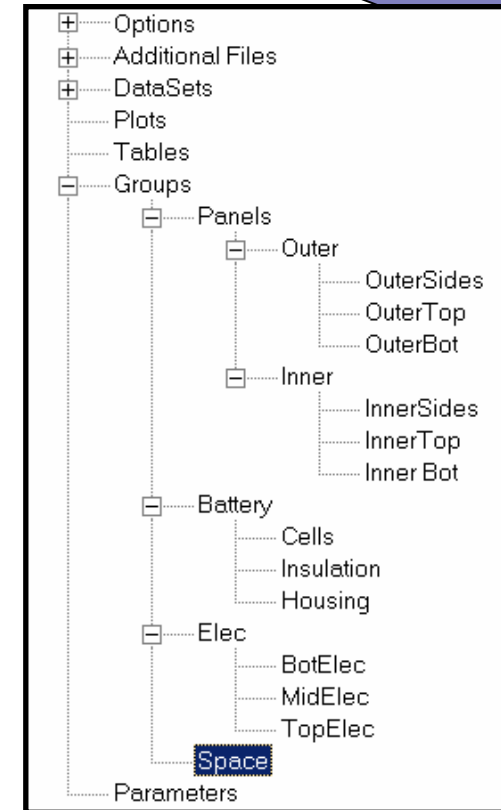 Options
Additional Files
DataSets
Plots
Tables
Groups
Panels
Outer
OuterSides
OuterTop
OuterBot
Inner
InnerSides
InnerTop
Inner Bot
Battery
Cells
Insulation
Housing
Elec
BotElec
MidElec
TopElec
Space
Parameters